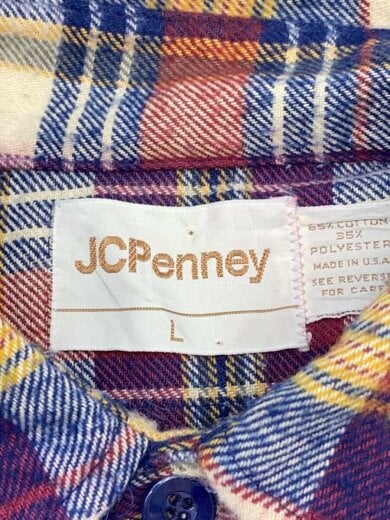 JCPenney
L
65% COTTON
35%
POLYESTER
MADE IN U.S.A.
SEE REVERSE
FOR CARE